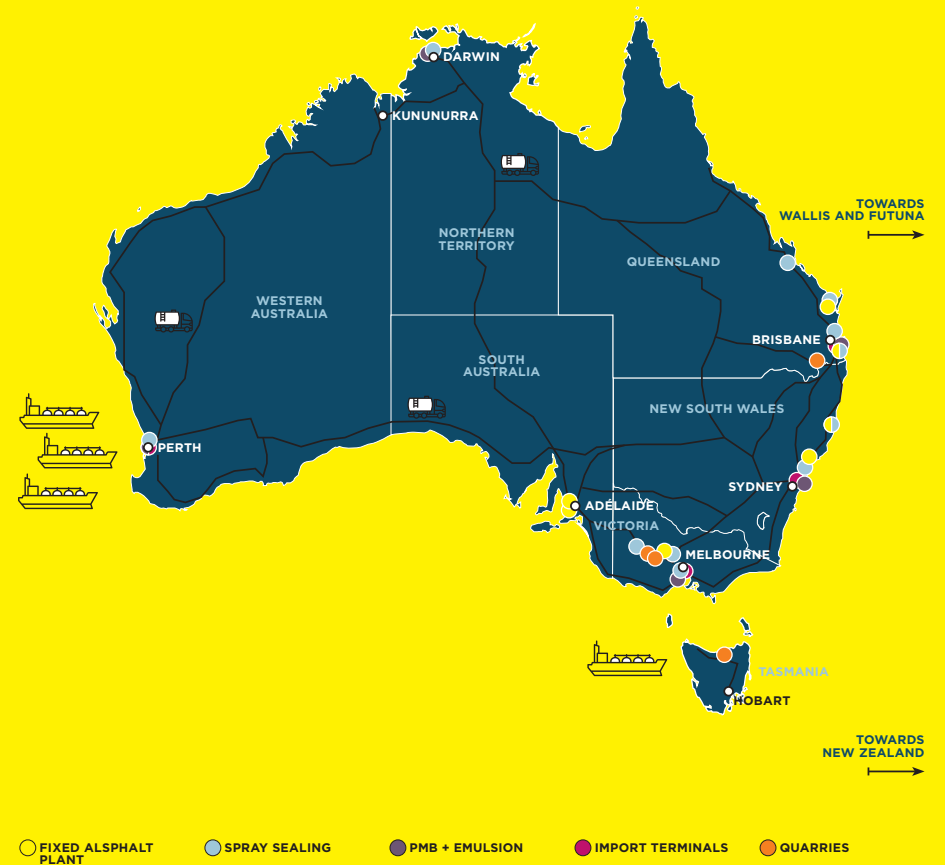 DARWIN
KUNUNURRA
TOWARDS
WALLIS AND FUTUNA
NORTHERN
TERRITORY
QUEENSLAND
WESTERN
AUSTRALIA
BRISBANE
SOUTH
AUSTRALIA
NEW SOUTH WALES
PERTH
SYDNEY
ADELAIDE
VICTORIA
MELBOURNE
TASMANIA
HOBART
TOWARDS
NEW ZEALAND
FIXED ALSPHALT
PLANT
SPRAY SEALING
PMB + EMULSION
IMPORT TERMINALS
QUARRIES